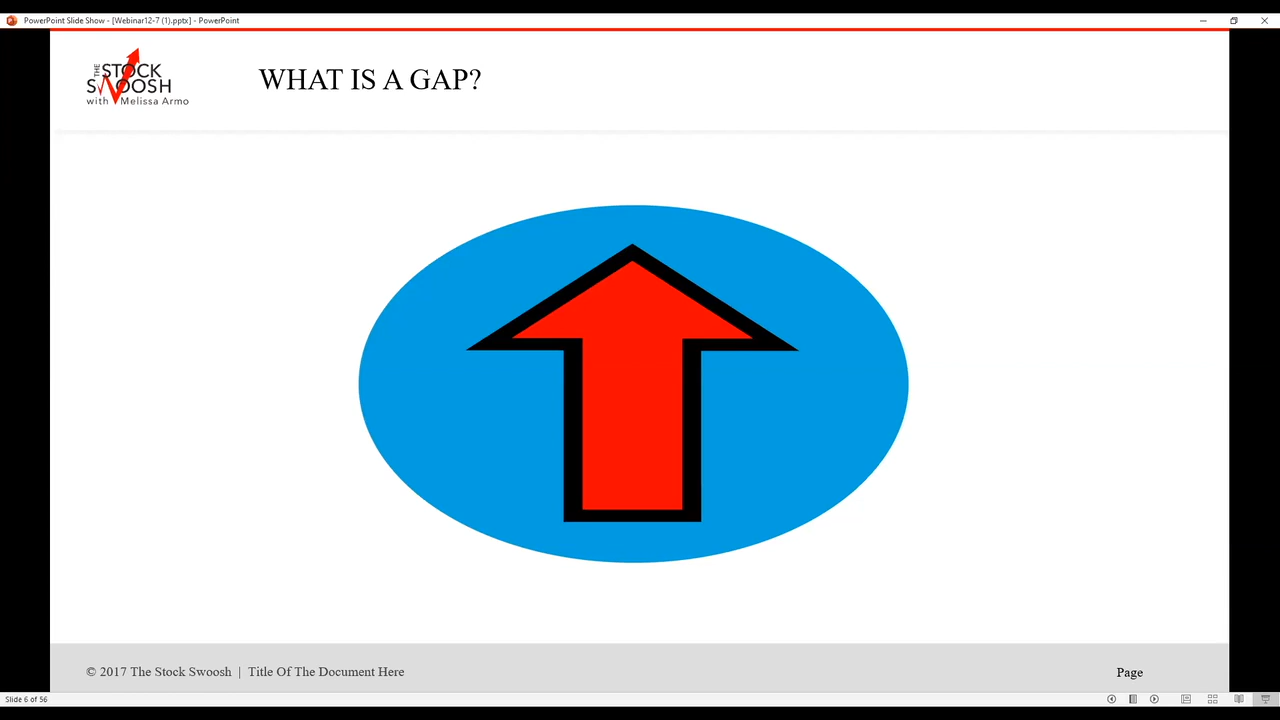 PowerPoint Slide Show - [Webinar12-7 (1).pptx] - PowerPoint
THE STOCK
SWOOSH
with Melissa Armo
WHAT IS A GAP?
© 2017 The Stock Swoosh | Title Of The Document Here
Page
Slide 6 of 56